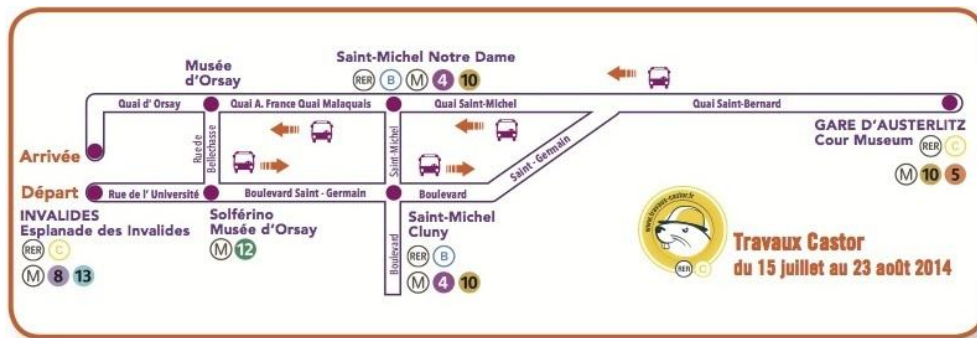 Musée
d'Orsay
Saint-Michel Notre Dame
RER B M 4 10
Quai d' Orsay
Quai A. France Quai Malaquais
Quai Saint-Michel
Quai Saint-Bernard
GARE D'AUSTERLITZ
Cour Museum RER C
M 10 5
Arrivée
Rue de
Bellechasse
Saint-Michel
Saint - Germain
Départ
Rue de l' Université
Boulevard Saint - Germain
Boulevard
INVALIDES
Esplanade des Invalides
RER C
M 8 13
Solférino
Musée d'Orsay
M 12
Boulevard
Saint-Michel
Cluny
RER B
M 4 10
www.travaux-castor.fr
RER C
Travaux Castor
du 15 juillet au 23 août 2014